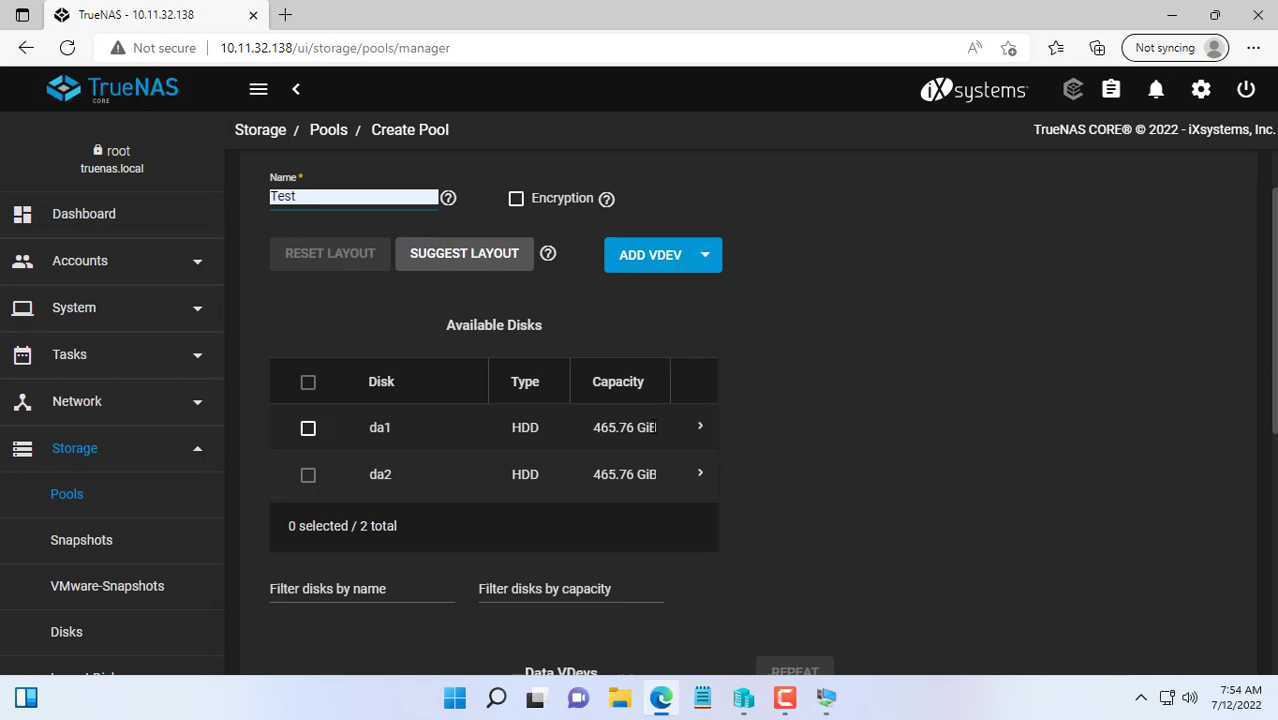 TrueNAS - 10.11.32.138
Not secure
10.11.32.138/ui/storage/pools/manager
Not syncing
TrueNAS
CORE
iXsystems
Storage / Pools / Create Pool
TrueNAS CORE® © 2022 - iXsystems, Inc.
root
truenas.local
Dashboard
Accounts
System
Tasks
Network
Storage
Pools
Snapshots
VMware-Snapshots
Disks
Name *
Test
Encryption
RESET LAYOUT
SUGGEST LAYOUT
ADD VDEV
Available Disks
Disk Type Capacity
da1 HDD 465.76 GiB
da2 HDD 465.76 GiB
0 selected / 2 total
Filter disks by name
Filter disks by capacity
Data VDevs
REPEAT
7:54 AM
7/12/2022